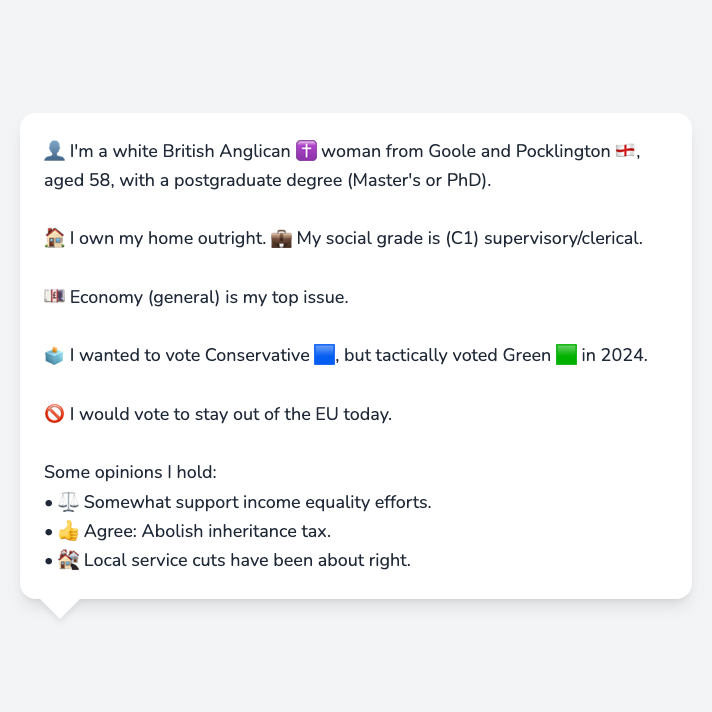 👤 I'm a white British Anglican ✝️ woman from Goole and Pocklington 🏴󠁧󠁢󠁥󠁮󠁧󠁿,
aged 58, with a postgraduate degree (Master's or PhD).
🏠 I own my home outright. 💼 My social grade is (C1) supervisory/clerical.
💷 Economy (general) is my top issue.
🗳️ I wanted to vote Conservative 🟦, but tactically voted Green 🟩 in 2024.
🚫 I would vote to stay out of the EU today.
Some opinions I hold:
• ⚖️ Somewhat support income equality efforts.
• 👍 Agree: Abolish inheritance tax.
• 🏚️ Local service cuts have been about right.